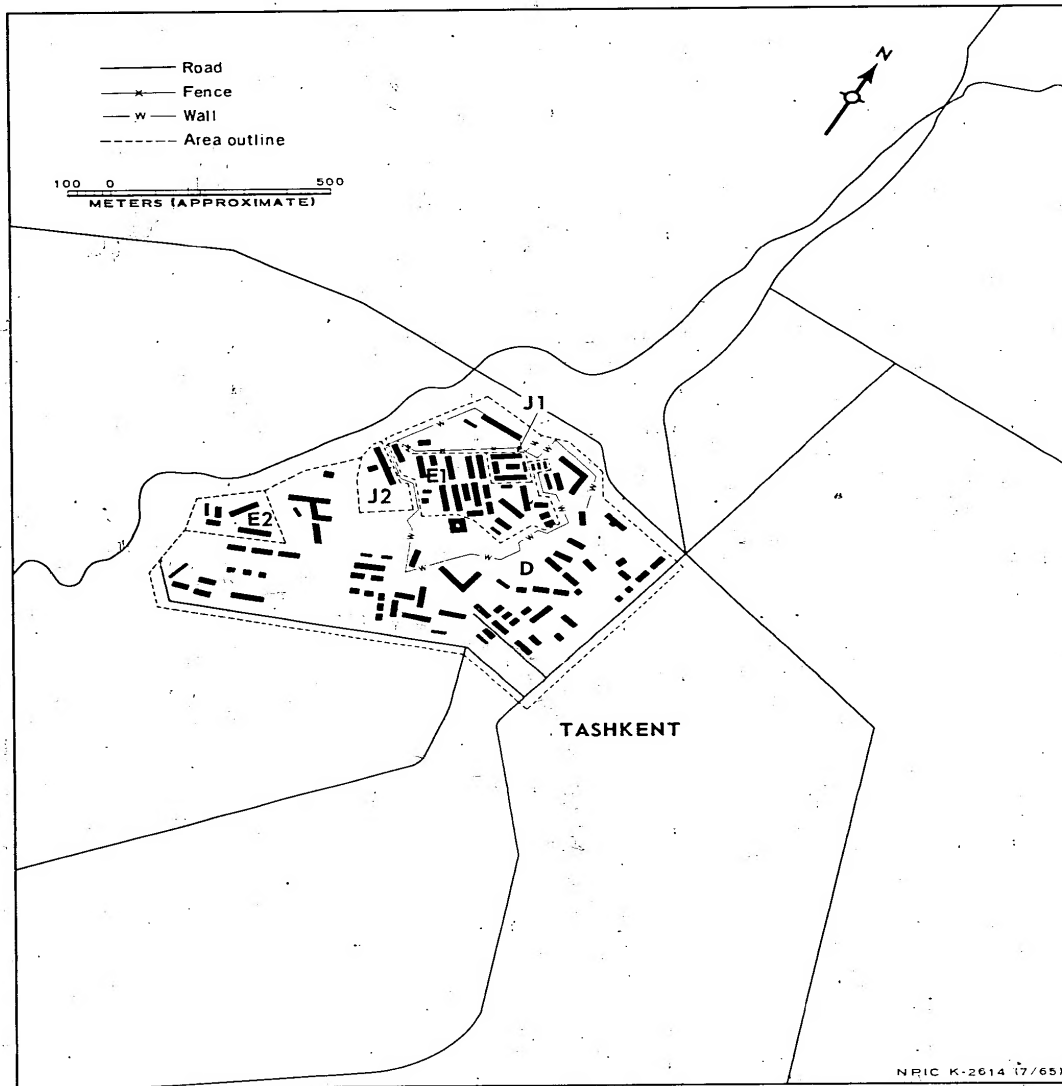 Road
Fence
Wall
Area outline
N
100 0 500
METERS (APPROXIMATE)
J1
E1
J2
E2
D
TASHKENT
NPIC K-2614 (7/65)